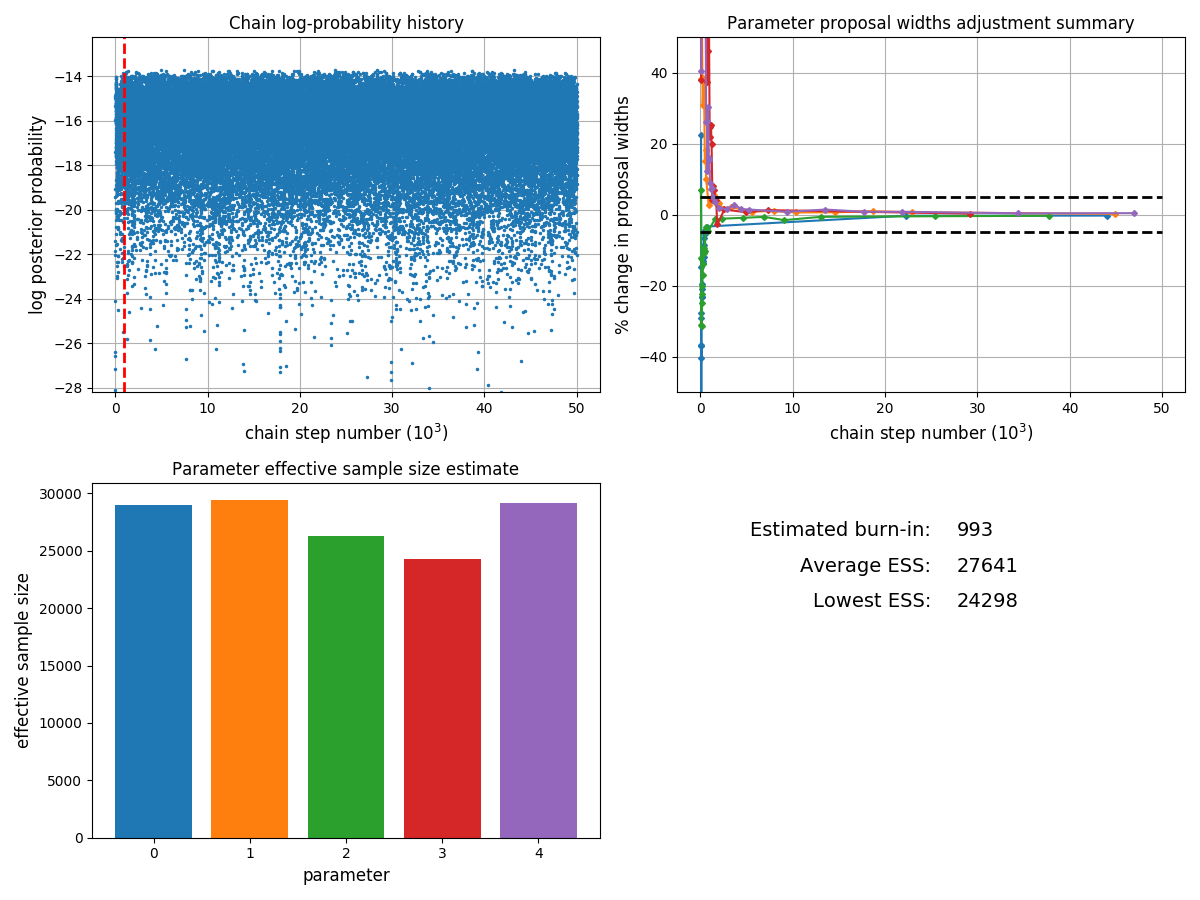 Chain log-probability history
log posterior probability
−14
−16
−18
−20
−22
−24
−26
−28
0 10 20 30 40 50
chain step number (10³)
Parameter proposal widths adjustment summary
% change in proposal widths
40
20
0
−20
−40
0 10 20 30 40 50
chain step number (10³)
Parameter effective sample size estimate
effective sample size
30000
25000
20000
15000
10000
5000
0
0 1 2 3 4
parameter
Estimated burn-in: 993
Average ESS: 27641
Lowest ESS: 24298